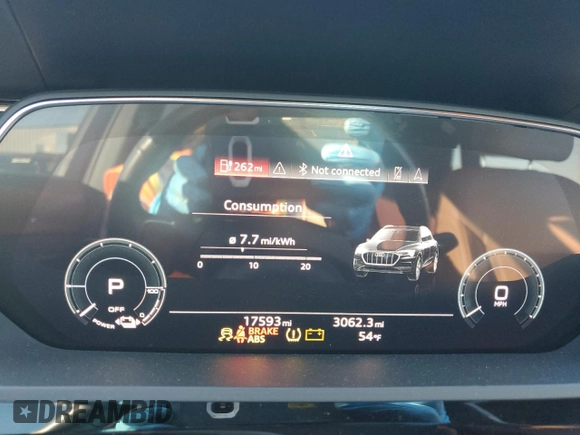 262 mi Not connected
Consumption
ø 7.7 mi/kWh
0 10 20
P
OFF
100
POWER 0
0
MPH
17593 mi 3062.3 mi
BRAKE
ABS
54°F
DREAMBID